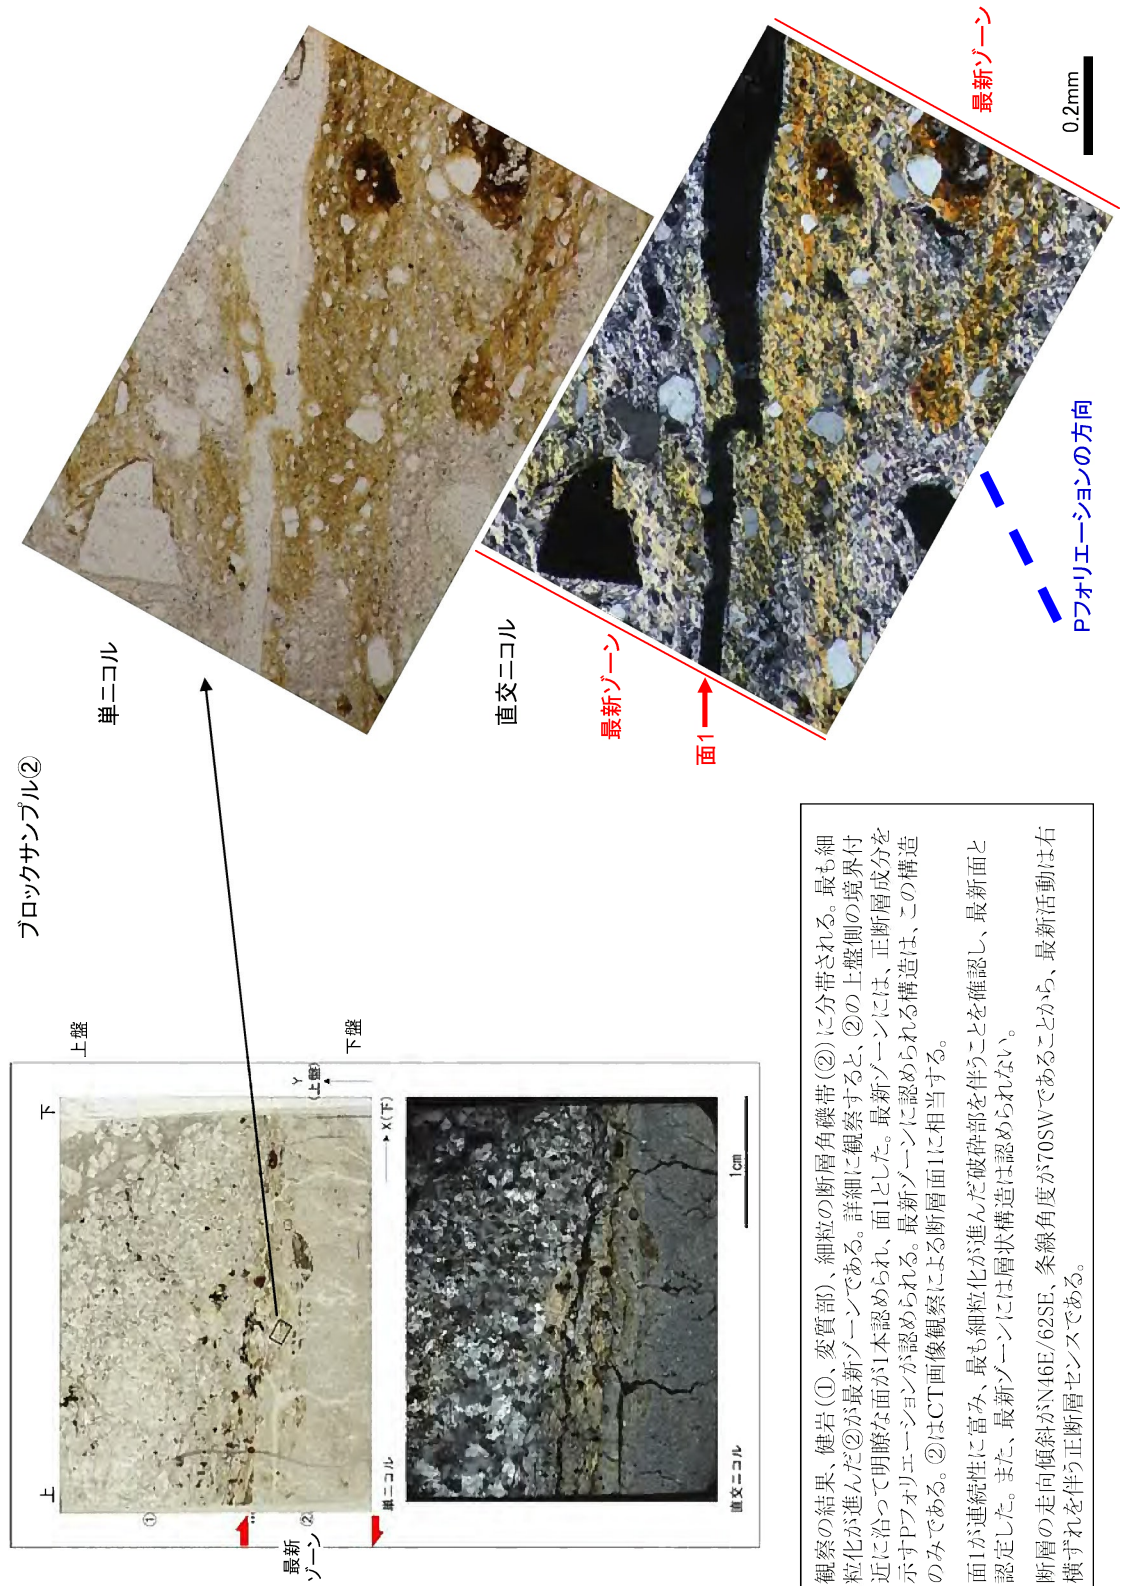 ブロックサンプル②
上
下
上盤
下盤
①
②
最新
ゾーン
単ニコル
Y
(上盤)
X(下)
直交ニコル
1cm
単ニコル
直交ニコル
最新ゾーン
面1
最新ゾーン
0.2mm
Pフォリエーションの方向
観察の結果、健岩(①、変質部)、細粒の断層角礫帯(②)に分帯される。最も細
粒化が進んだ②が最新ゾーンである。詳細に観察すると、②の上盤側の境界付
近に沿って明瞭な面が1本認められ、面1とした。最新ゾーンには、正断層成分を
示すPフォリエーションが認められる。最新ゾーンに認められる構造は、この構造
のみである。②はCT画像観察による断層面1に相当する。
面1が連続性に富み、最も細粒化が進んだ破砕部を伴うことを確認し、最新面と
認定した。また、最新ゾーンには層状構造は認められない。
断層の走向傾斜がN46E/62SE、条線角度が70SWであることから、最新活動は右
横ずれを伴う正断層センスである。